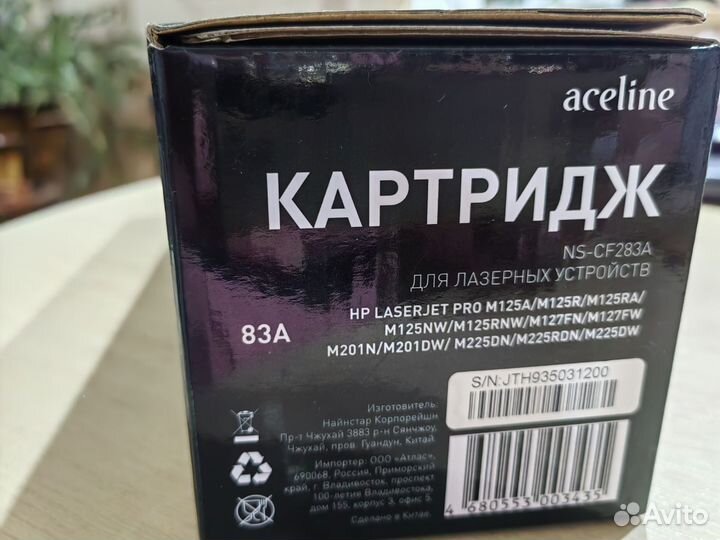 aceline
КАРТРИДЖ
NS-CF283A
ДЛЯ ЛАЗЕРНЫХ УСТРОЙСТВ
83A
HP LASERJET PRO M125A/M125R/M125RA/
M125NW/M125RNW/M127FN/M127FW
M201N/M201DW/ M225DN/M225RDN/M225DW
S/N:JTH935031200
Изготовитель:
Найнстар Корпорейшн
Пр-т Чжухай 3883 р-н Сянчжоу,
Чжухай, пров. Гуандун, Китай.
Импортер: ООО «Атлас»,
690068, Россия, Приморский
край, г. Владивосток, проспект
100-летия Владивостока,
дом 155, корпус 3, офис 5.
Сделано в Китае.
4 680553 003435
Avito